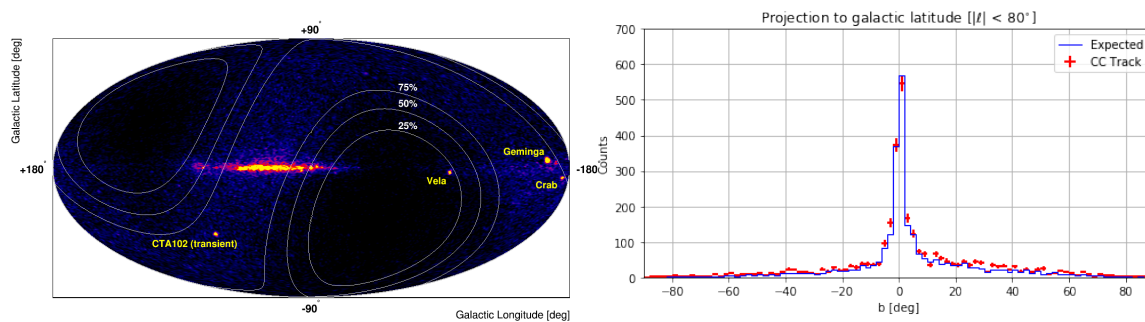 +90°
Galactic Latitude [deg]
75%
50%
25%
Geminga
+180°
-180°
Vela
Crab
CTA102 (transient)
-90°
Galactic Longitude [deg]
Projection to galactic latitude [|ℓ| < 80°]
700
600
500
400
300
200
100
0
Counts
Expected
CC Track
−80 −60 −40 −20 0 20 40 60 80
b [deg]